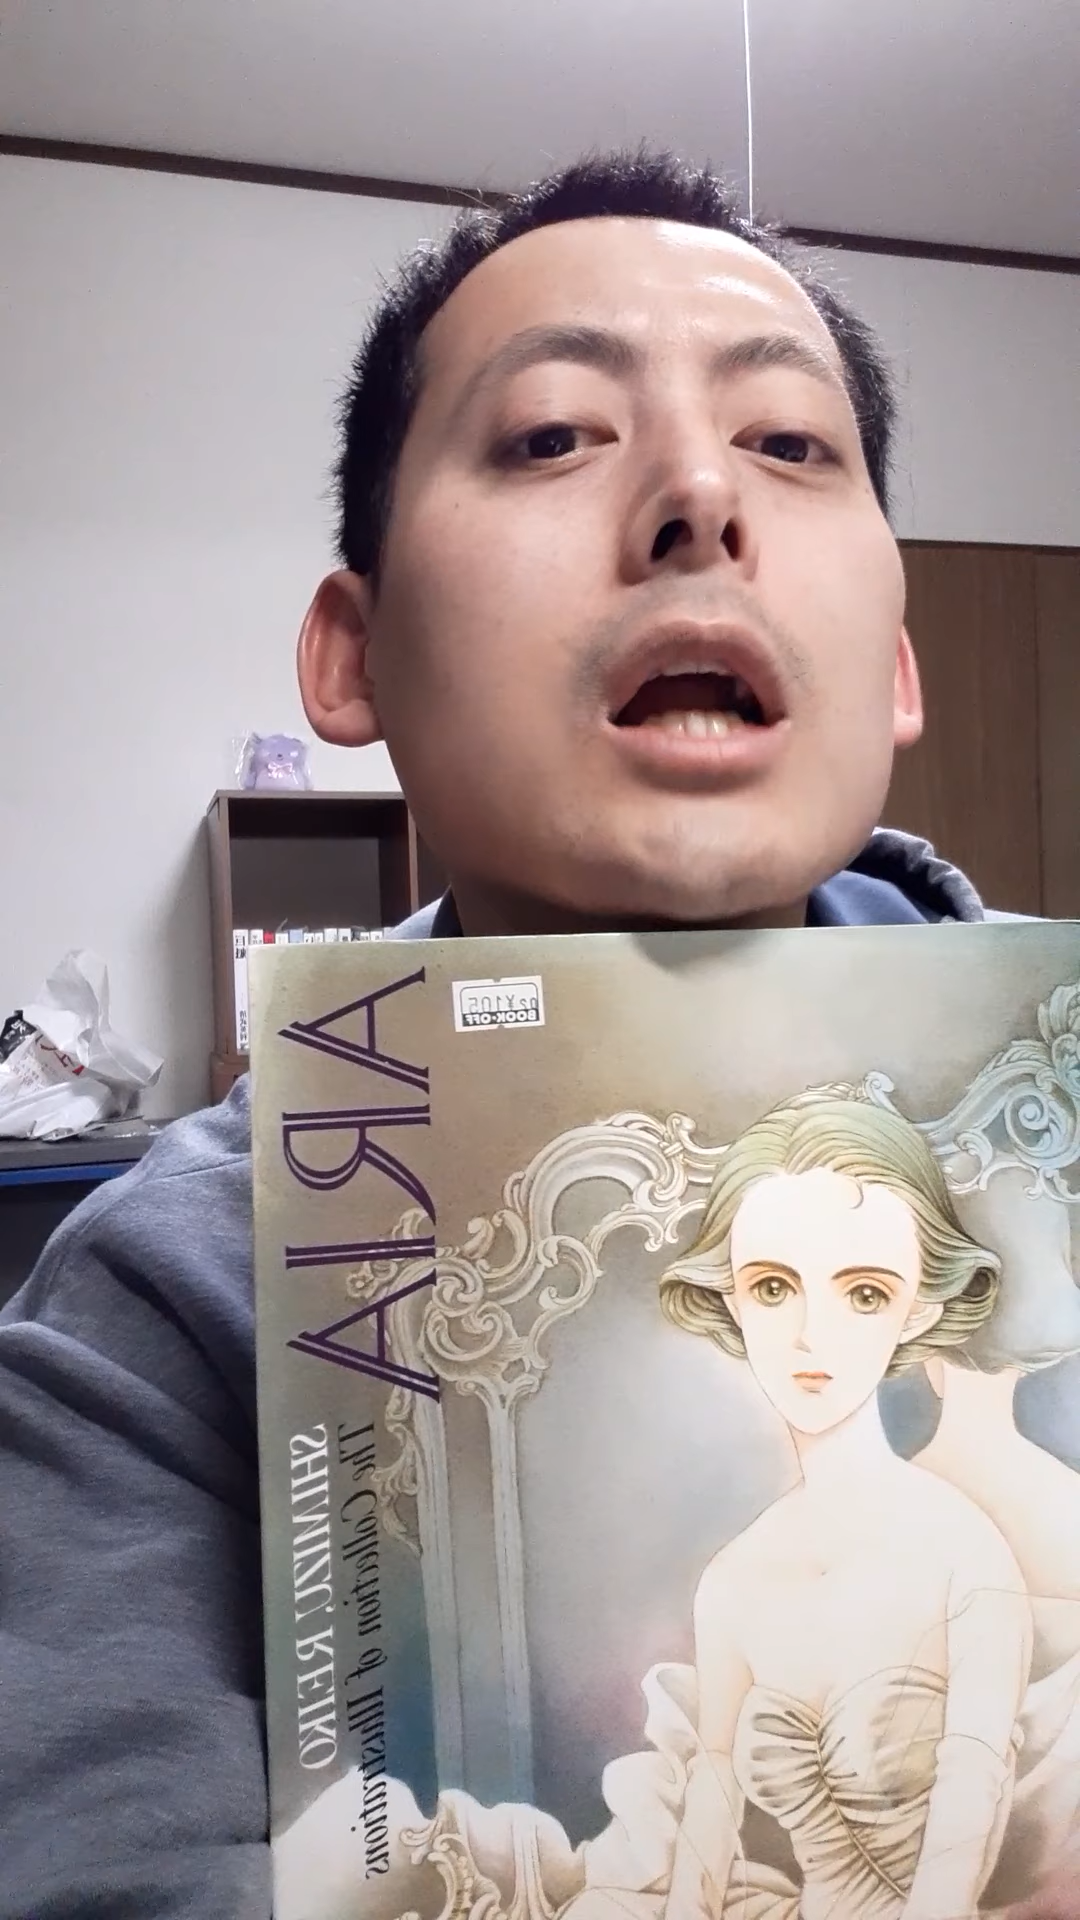 ARIA
The Collection of Illustrations
SHIMIZU REIKO
¥105
BOOK·OFF